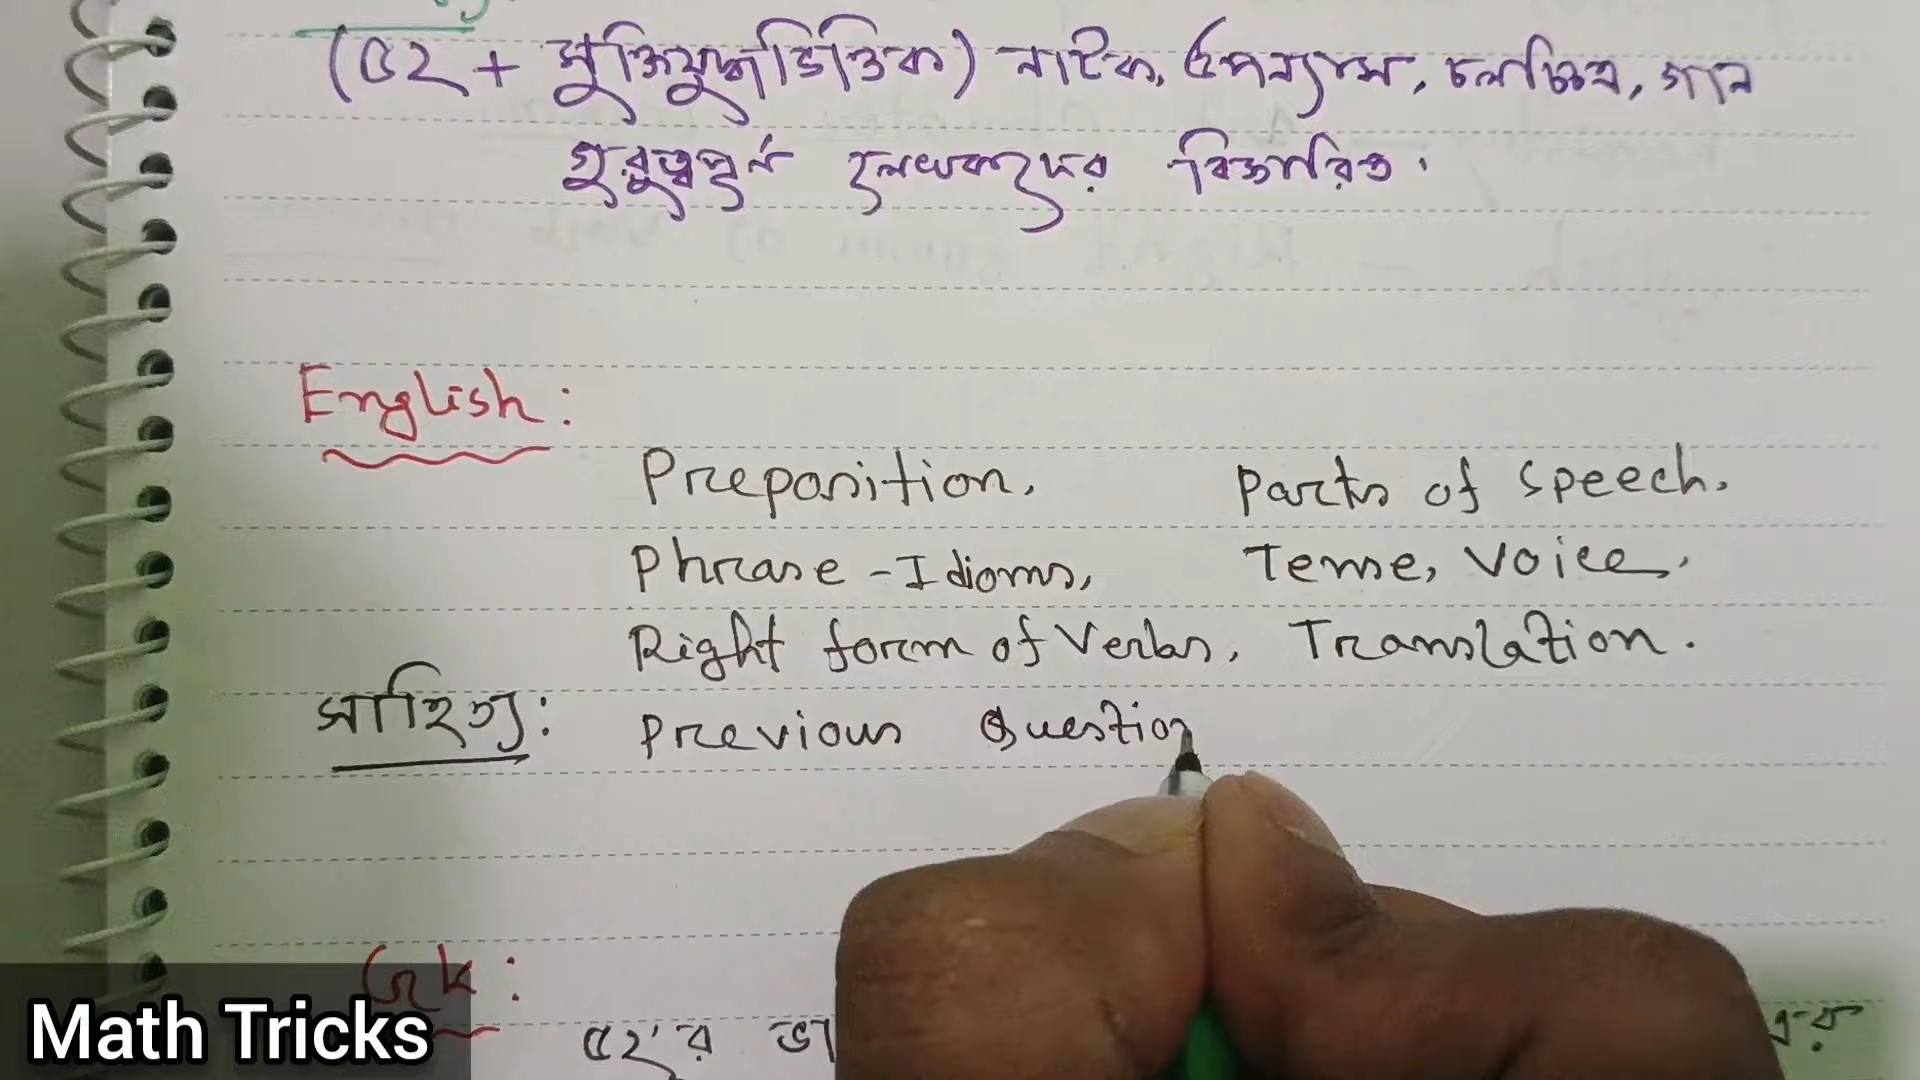 (৫২ + মুক্তিযুদ্ধভিত্তিক) নাটক, উপন্যাস, চলচ্চিত্র, গান
গুরুত্বপূর্ন লেখকদের বিস্তারিত।
English:
Preposition, Parts of Speech,
Phrase - Idioms, Tense, Voice,
Right form of Verbs, Translation.
সাহিত্য: Previous Question
Gk:
৫২'র ভা
Math Tricks